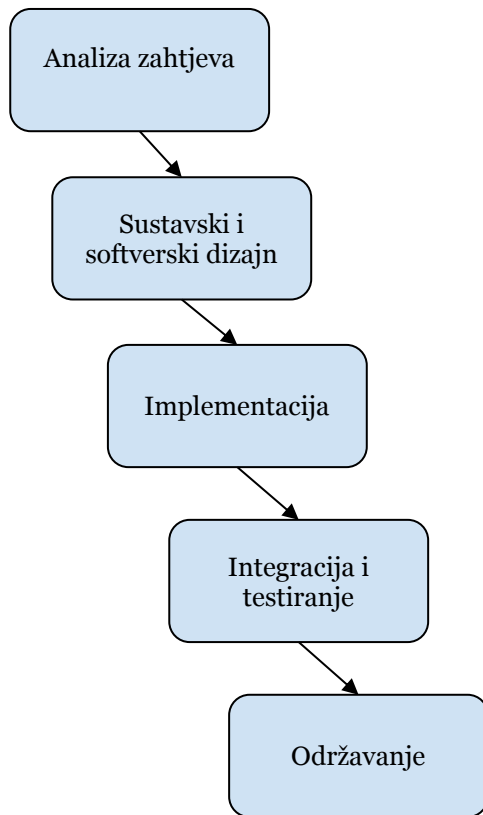 Analiza zahtjeva
Sustavski i
softverski dizajn
Implementacija
Integracija i
testiranje
Održavanje